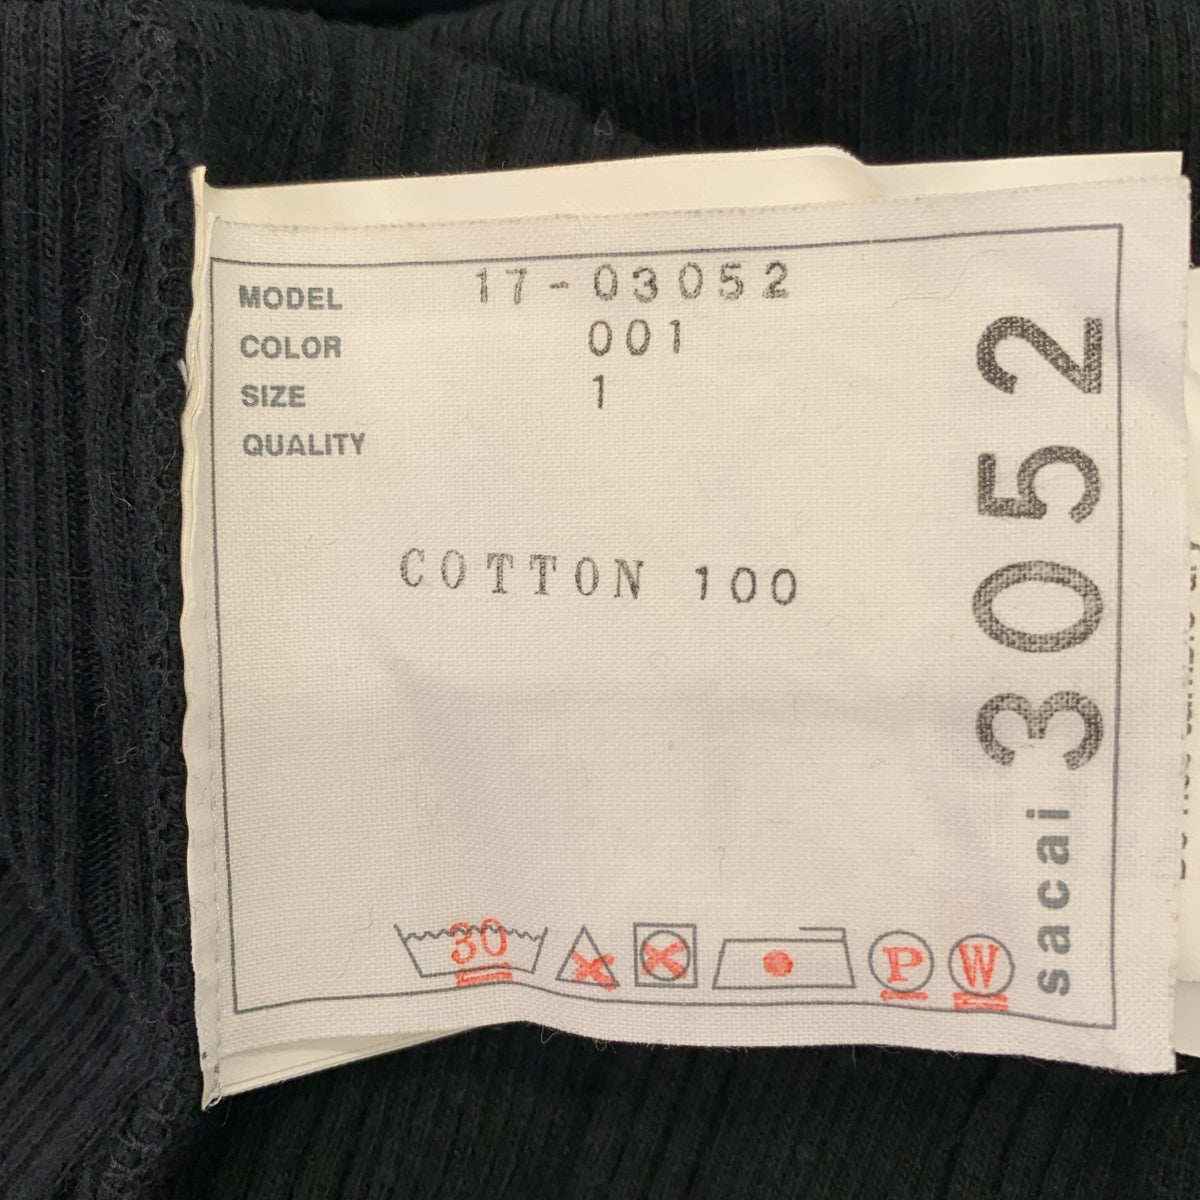 MODEL 17-03052
COLOR 001
SIZE 1
QUALITY
COTTON 100
30
P
W
sacai 3052